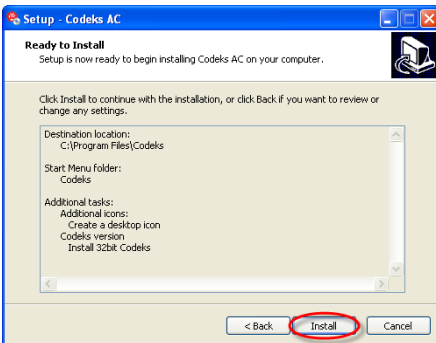 Setup - Codeks AC
Ready to Install
Setup is now ready to begin installing Codeks AC on your computer.
Click Install to continue with the installation, or click Back if you want to review or
change any settings.
Destination location:
C:\Program Files\Codeks
Start Menu folder:
Codeks
Additional tasks:
Additional icons:
Create a desktop icon
Codeks version
Install 32bit Codeks
< Back Install Cancel